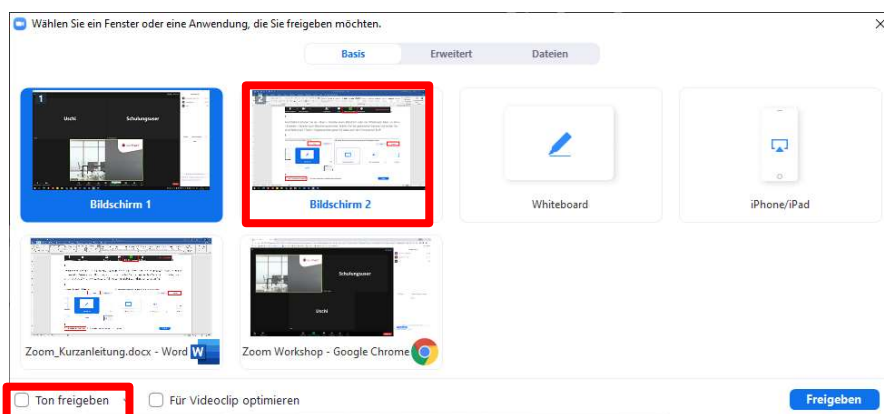 Wählen Sie ein Fenster oder eine Anwendung, die Sie freigeben möchten.
Basis Erweitert Dateien
1
Uschi Schulungsuser
2
Bildschirm 1 Bildschirm 2 Whiteboard iPhone/iPad
Schulungsuser
Uschi
Zoom_Kurzanleitung.docx - Word W Zoom Workshop - Google Chrome
Ton freigeben Für Videoclip optimieren Freigeben